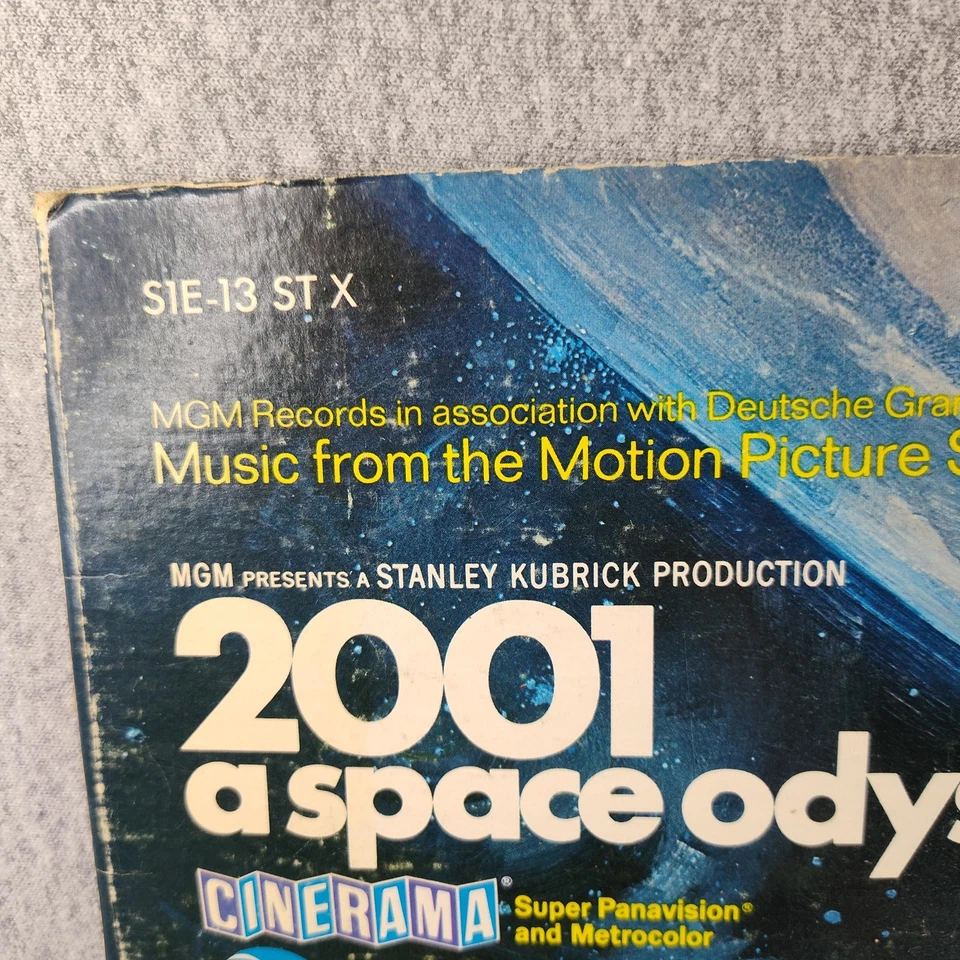 S1E-13 ST X
MGM Records in association with Deutsche Gra
Music from the Motion Picture S
MGM PRESENTS A STANLEY KUBRICK PRODUCTION
2001
a space odys
CINERAMA®
Super Panavision®
and Metrocolor